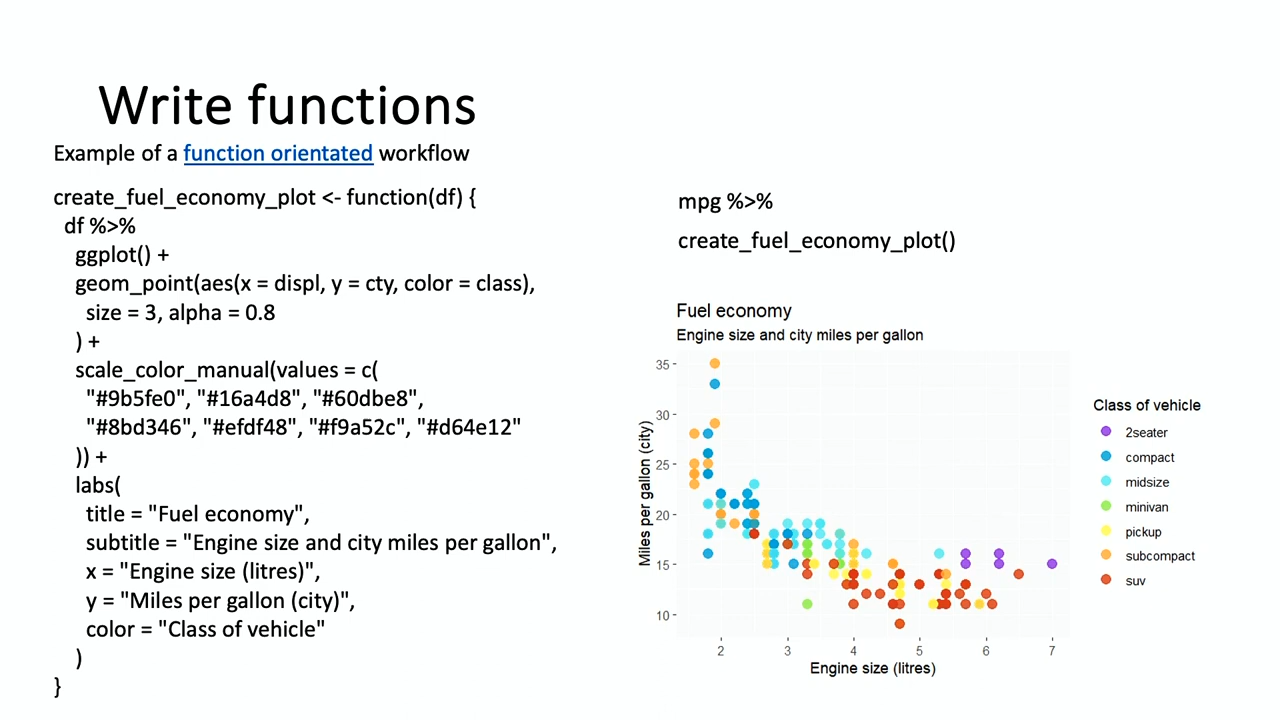 Write functions
Example of a function orientated workflow
create_fuel_economy_plot <- function(df) {
df %>%
ggplot() +
geom_point(aes(x = displ, y = cty, color = class),
size = 3, alpha = 0.8
) +
scale_color_manual(values = c(
"#9b5fe0", "#16a4d8", "#60dbe8",
"#8bd346", "#efdf48", "#f9a52c", "#d64e12"
)) +
labs(
title = "Fuel economy",
subtitle = "Engine size and city miles per gallon",
x = "Engine size (litres)",
y = "Miles per gallon (city)",
color = "Class of vehicle"
)
}
mpg %>%
create_fuel_economy_plot()
Fuel economy
Engine size and city miles per gallon
Miles per gallon (city)
35
30
25
20
15
10
2 3 4 5 6 7
Engine size (litres)
Class of vehicle
2seater
compact
midsize
minivan
pickup
subcompact
suv